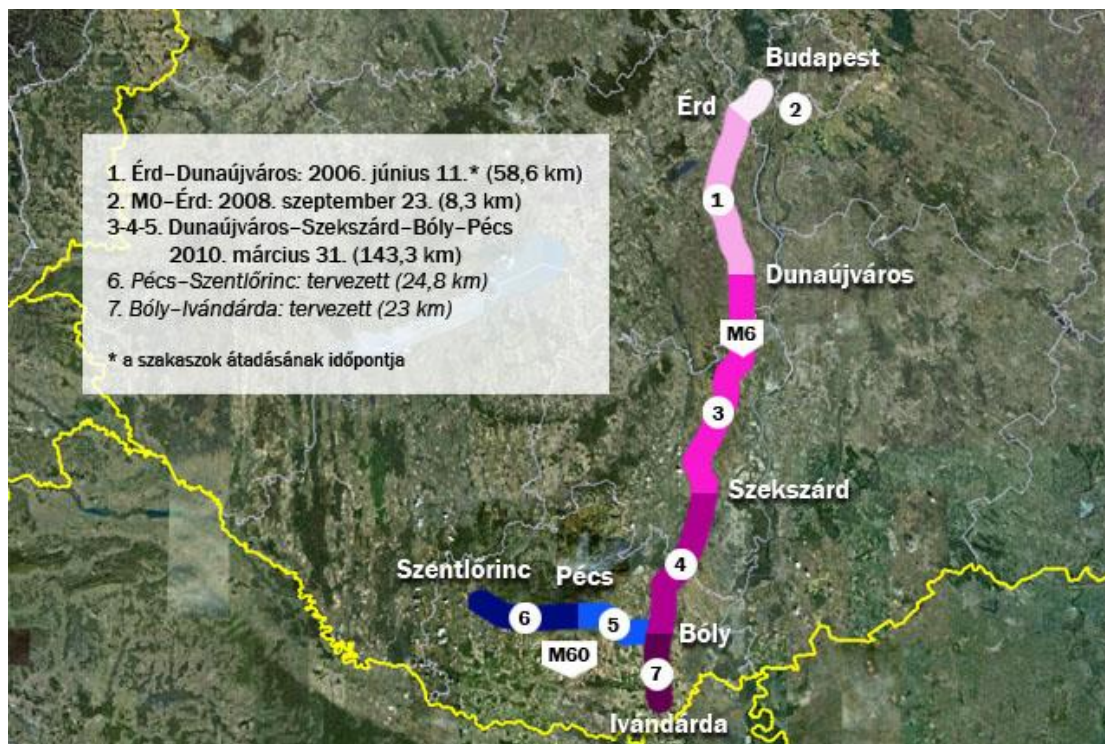 Budapest
Érd
2
1. Érd–Dunaújváros: 2006. június 11.* (58,6 km)
2. M0–Érd: 2008. szeptember 23. (8,3 km)
3-4-5. Dunaújváros–Szekszárd–Bóly–Pécs
2010. március 31. (143,3 km)
6. Pécs–Szentlőrinc: tervezett (24,8 km)
7. Bóly–Ivándárda: tervezett (23 km)
* a szakaszok átadásának időpontja
1
Dunaújváros
M6
3
Szekszárd
4
Szentlőrinc
Pécs
6
5
Bóly
M60
7
Ivándárda